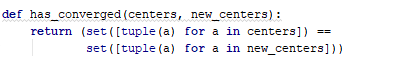 def has_converged(centers, new_centers):
    return (set([tuple(a) for a in centers]) ==
            set([tuple(a) for a in new_centers]))